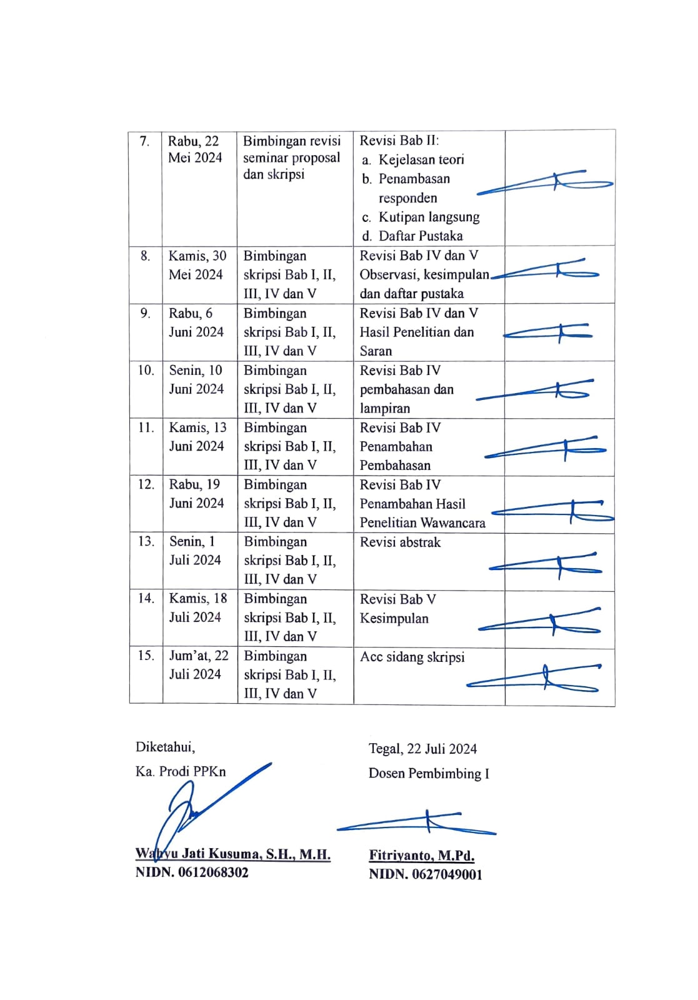 7. Rabu, 22 Mei 2024 Bimbingan revisi seminar proposal dan skripsi Revisi Bab II:
a. Kejelasan teori
b. Penambasan responden
c. Kutipan langsung
d. Daftar Pustaka
8. Kamis, 30 Mei 2024 Bimbingan skripsi Bab I, II, III, IV dan V Revisi Bab IV dan V Observasi, kesimpulan dan daftar pustaka
9. Rabu, 6 Juni 2024 Bimbingan skripsi Bab I, II, III, IV dan V Revisi Bab IV dan V Hasil Penelitian dan Saran
10. Senin, 10 Juni 2024 Bimbingan skripsi Bab I, II, III, IV dan V Revisi Bab IV pembahasan dan lampiran
11. Kamis, 13 Juni 2024 Bimbingan skripsi Bab I, II, III, IV dan V Revisi Bab IV Penambahan Pembahasan
12. Rabu, 19 Juni 2024 Bimbingan skripsi Bab I, II, III, IV dan V Revisi Bab IV Penambahan Hasil Penelitian Wawancara
13. Senin, 1 Juli 2024 Bimbingan skripsi Bab I, II, III, IV dan V Revisi abstrak
14. Kamis, 18 Juli 2024 Bimbingan skripsi Bab I, II, III, IV dan V Revisi Bab V Kesimpulan
15. Jum’at, 22 Juli 2024 Bimbingan skripsi Bab I, II, III, IV dan V Acc sidang skripsi
Diketahui,
Ka. Prodi PPKn
Wahyu Jati Kusuma, S.H., M.H.
NIDN. 0612068302
Tegal, 22 Juli 2024
Dosen Pembimbing I
Fitriyanto, M.Pd.
NIDN. 0627049001